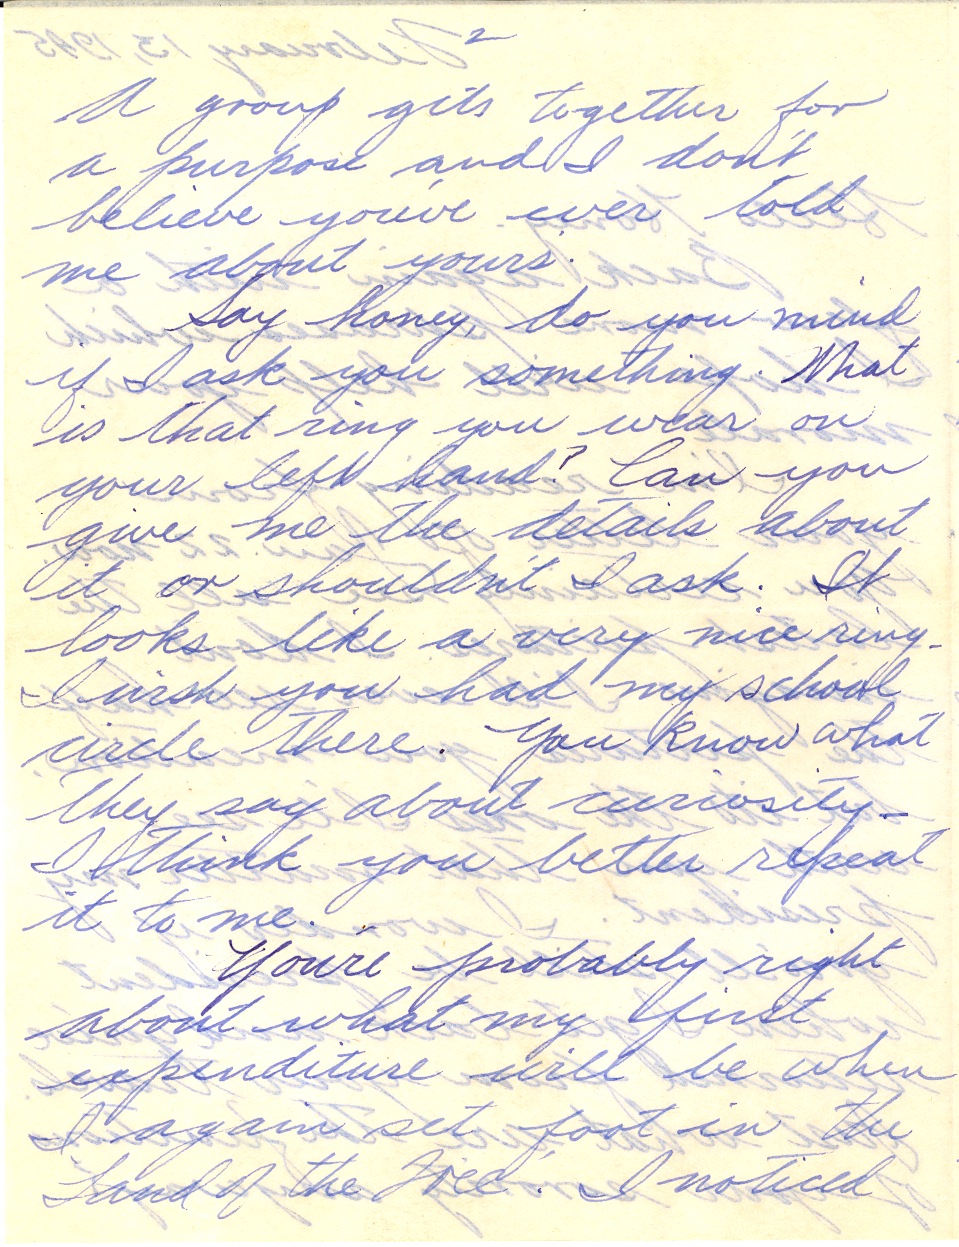 2
A group gets together for
a purpose and I don't
believe you've ever told
me about yours.
Say honey, do you mind
if I ask you something. What
is that ring you wear on
your left hand? Can you
give me the details about
it or shouldn't I ask. It
looks like a very nice ring.
I wish you had my school
circle there. You know what
they say about curiosity -
I think you better repeat
it to me.
You're probably right
about what my first
expenditure will be when
I again set foot in the
'Land of the Free'. I noticed